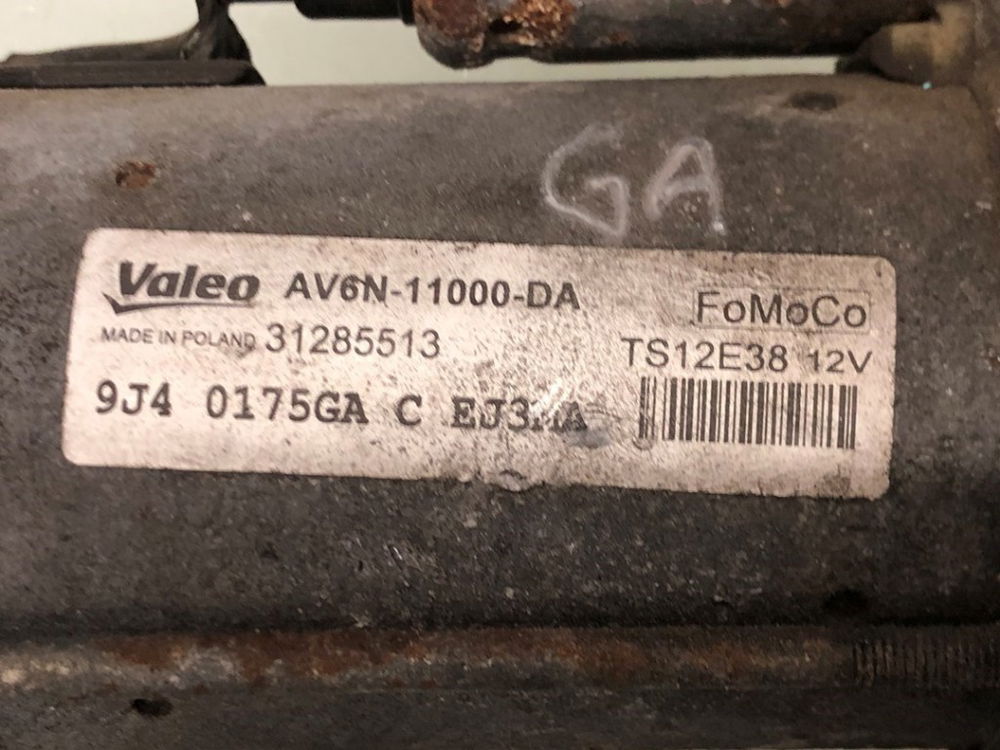 GA
Valeo AV6N-11000-DA FoMoCo
MADE IN POLAND 31285513 TS12E38 12V
9J4 0175GA C